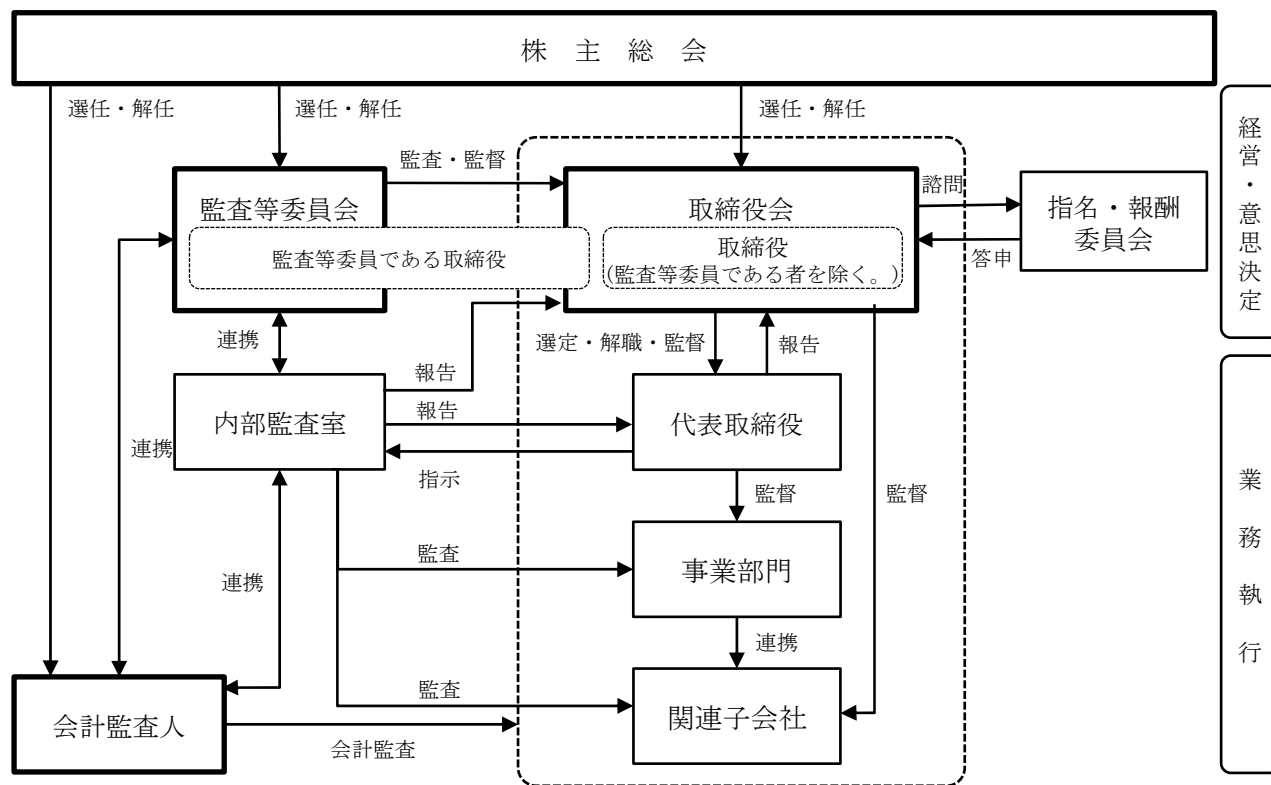 株 主 総 会
選任・解任
選任・解任
選任・解任
経営・意思決定
監査・監督
監査等委員会
取締役会
諮問
指名・報酬
委員会
監査等委員である取締役
取締役
(監査等委員である者を除く。)
答申
連携
選定・解職・監督
報告
報告
内部監査室
報告
代表取締役
連携
指示
監督
監督
業務執行
監査
事業部門
連携
連携
監査
関連子会社
会計監査人
会計監査